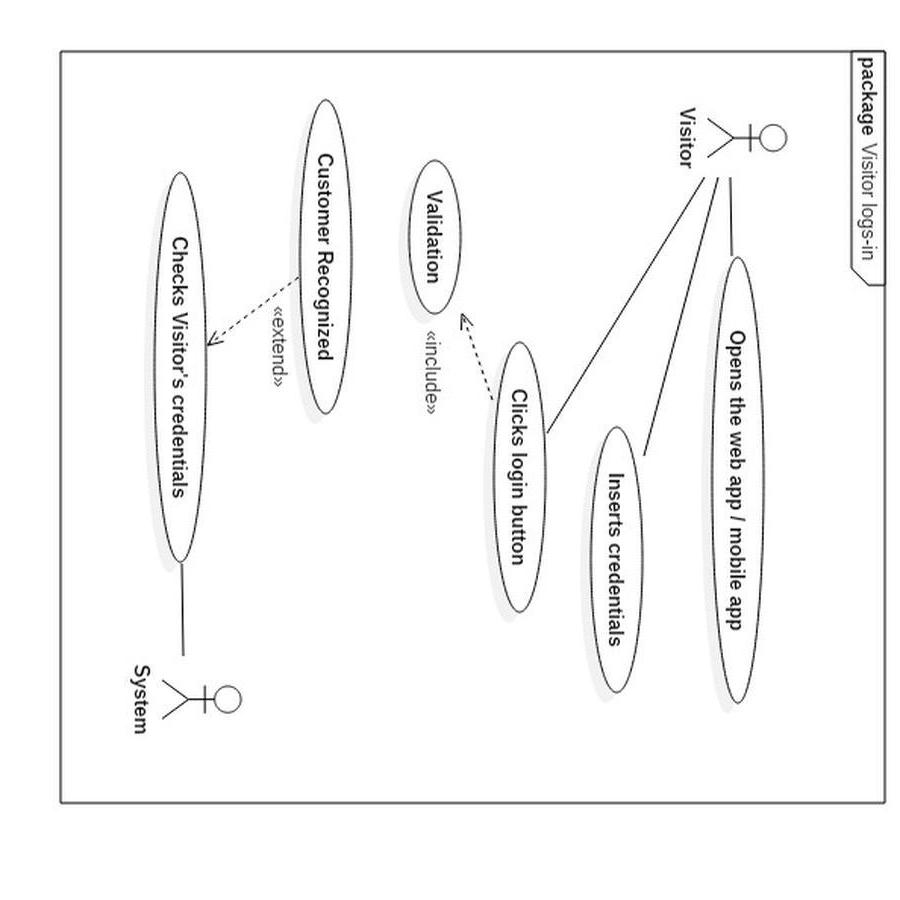 package Visitor logs-in
Visitor
Opens the web app / mobile app
Inserts credentials
Clicks login button
«include»
Validation
Customer Recognized
«extend»
Checks Visitor's credentials
System